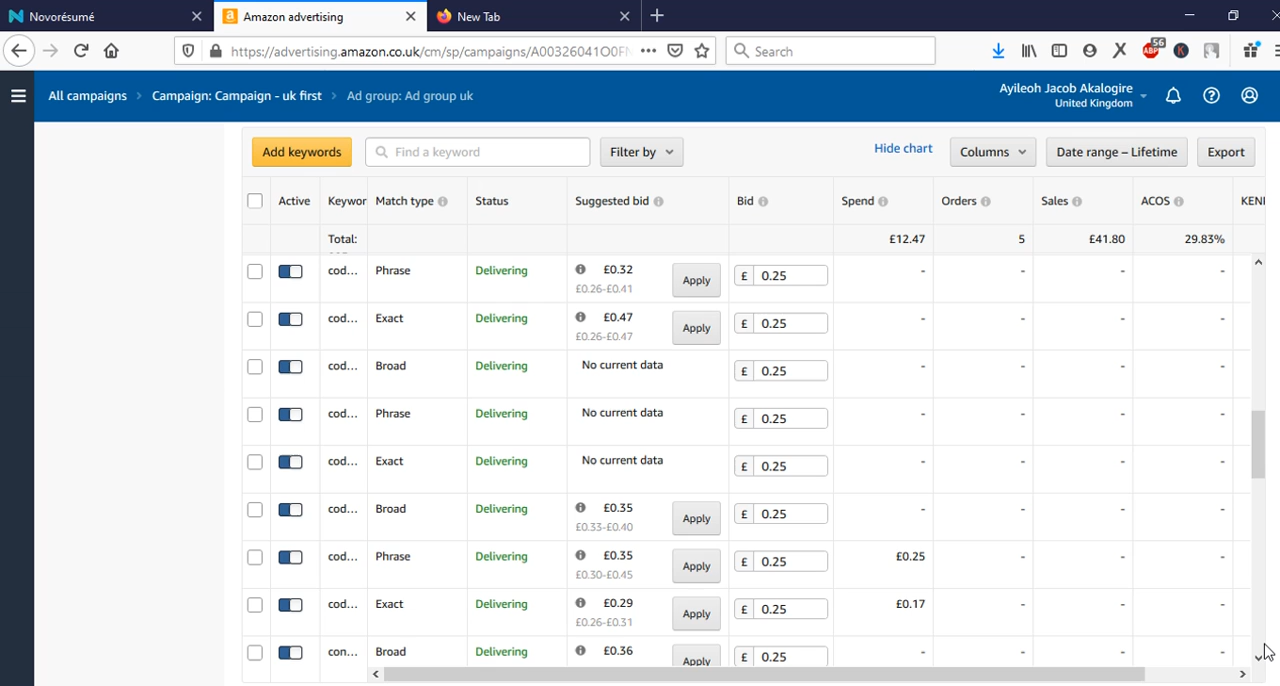 Novorésumé
Amazon advertising
New Tab
https://advertising.amazon.co.uk/cm/sp/campaigns/A00326041O0FN
Search
56
ABP
K
All campaigns > Campaign: Campaign - uk first > Ad group: Ad group uk
Ayileoh Jacob Akalogire
United Kingdom
Add keywords
Find a keyword
Filter by
Hide chart
Columns
Date range – Lifetime
Export
Active Keywor Match type Status Suggested bid Bid Spend Orders Sales ACOS KENI
Total: £12.47 5 £41.80 29.83%
cod... Phrase Delivering £0.32 Apply £ 0.25 - - - -
£0.26-£0.41
cod... Exact Delivering £0.47 Apply £ 0.25 - - - -
£0.26-£0.47
cod... Broad Delivering No current data £ 0.25 - - - -
cod... Phrase Delivering No current data £ 0.25 - - - -
cod... Exact Delivering No current data £ 0.25 - - - -
cod... Broad Delivering £0.35 Apply £ 0.25 - - - -
£0.33-£0.40
cod... Phrase Delivering £0.35 Apply £ 0.25 £0.25 - - -
£0.30-£0.45
cod... Exact Delivering £0.29 Apply £ 0.25 £0.17 - - -
£0.26-£0.31
con... Broad Delivering £0.36 Apply £ 0.25 - - - -